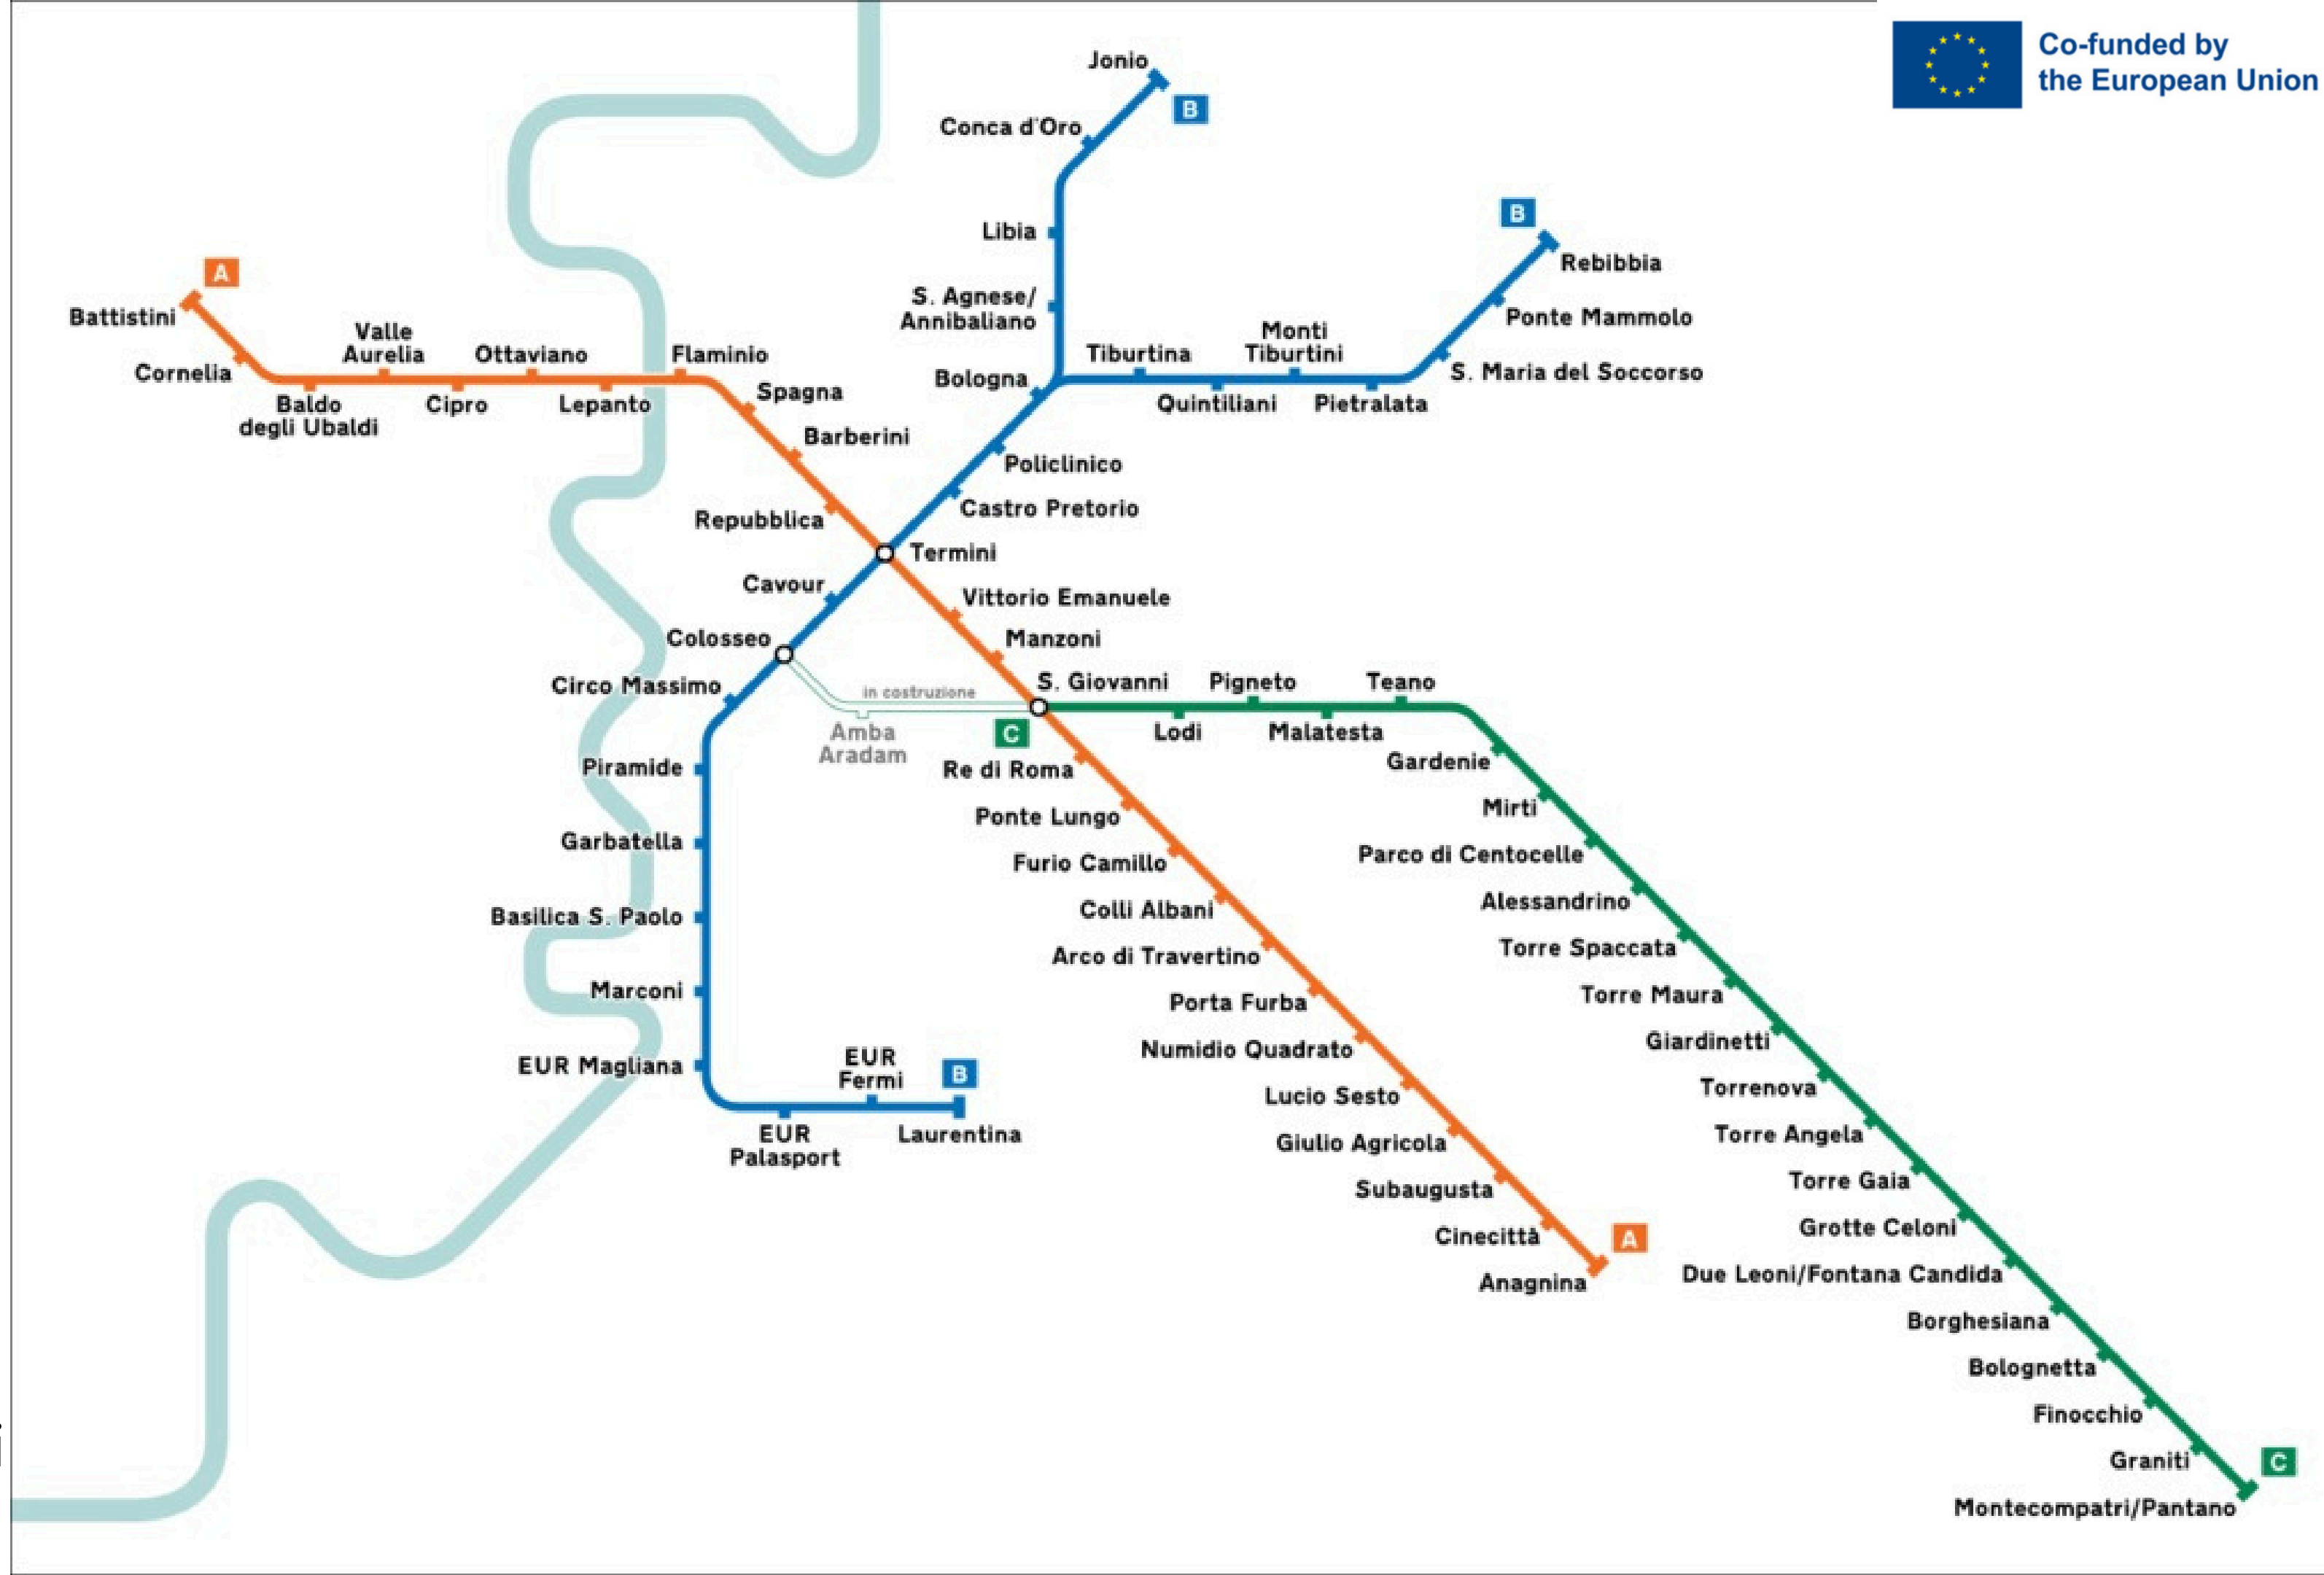 Co-funded by
the European Union
Jonio
B
Conca d'Oro
Libia
S. Agnese/
Annibaliano
Bologna
B
Rebibbia
Ponte Mammolo
S. Maria del Soccorso
Monti
Tiburtini
Tiburtina
Quintiliani
Pietralata
A
Battistini
Cornelia
Valle
Aurelia
Baldo
degli Ubaldi
Cipro
Ottaviano
Lepanto
Flaminio
Spagna
Barberini
Repubblica
Policlinico
Castro Pretorio
Termini
Cavour
Colosseo
Circo Massimo
Vittorio Emanuele
Manzoni
in costruzione
Amba
Aradam
C
S. Giovanni
Pigneto
Teano
Lodi
Malatesta
Gardenie
Mirti
Parco di Centocelle
Alessandrino
Torre Spaccata
Torre Maura
Giardinetti
Torrenova
Torre Angela
Torre Gaia
Grotte Celoni
Due Leoni/Fontana Candida
Borghesiana
Bolognetta
Finocchio
Graniti
C
Montecompatri/Pantano
Re di Roma
Ponte Lungo
Furio Camillo
Colli Albani
Arco di Travertino
Porta Furba
Numidio Quadrato
Lucio Sesto
Giulio Agricola
Subaugusta
Cinecittà
A
Anagnina
Piramide
Garbatella
Basilica S. Paolo
Marconi
EUR Magliana
EUR
Fermi
B
EUR
Palasport
Laurentina